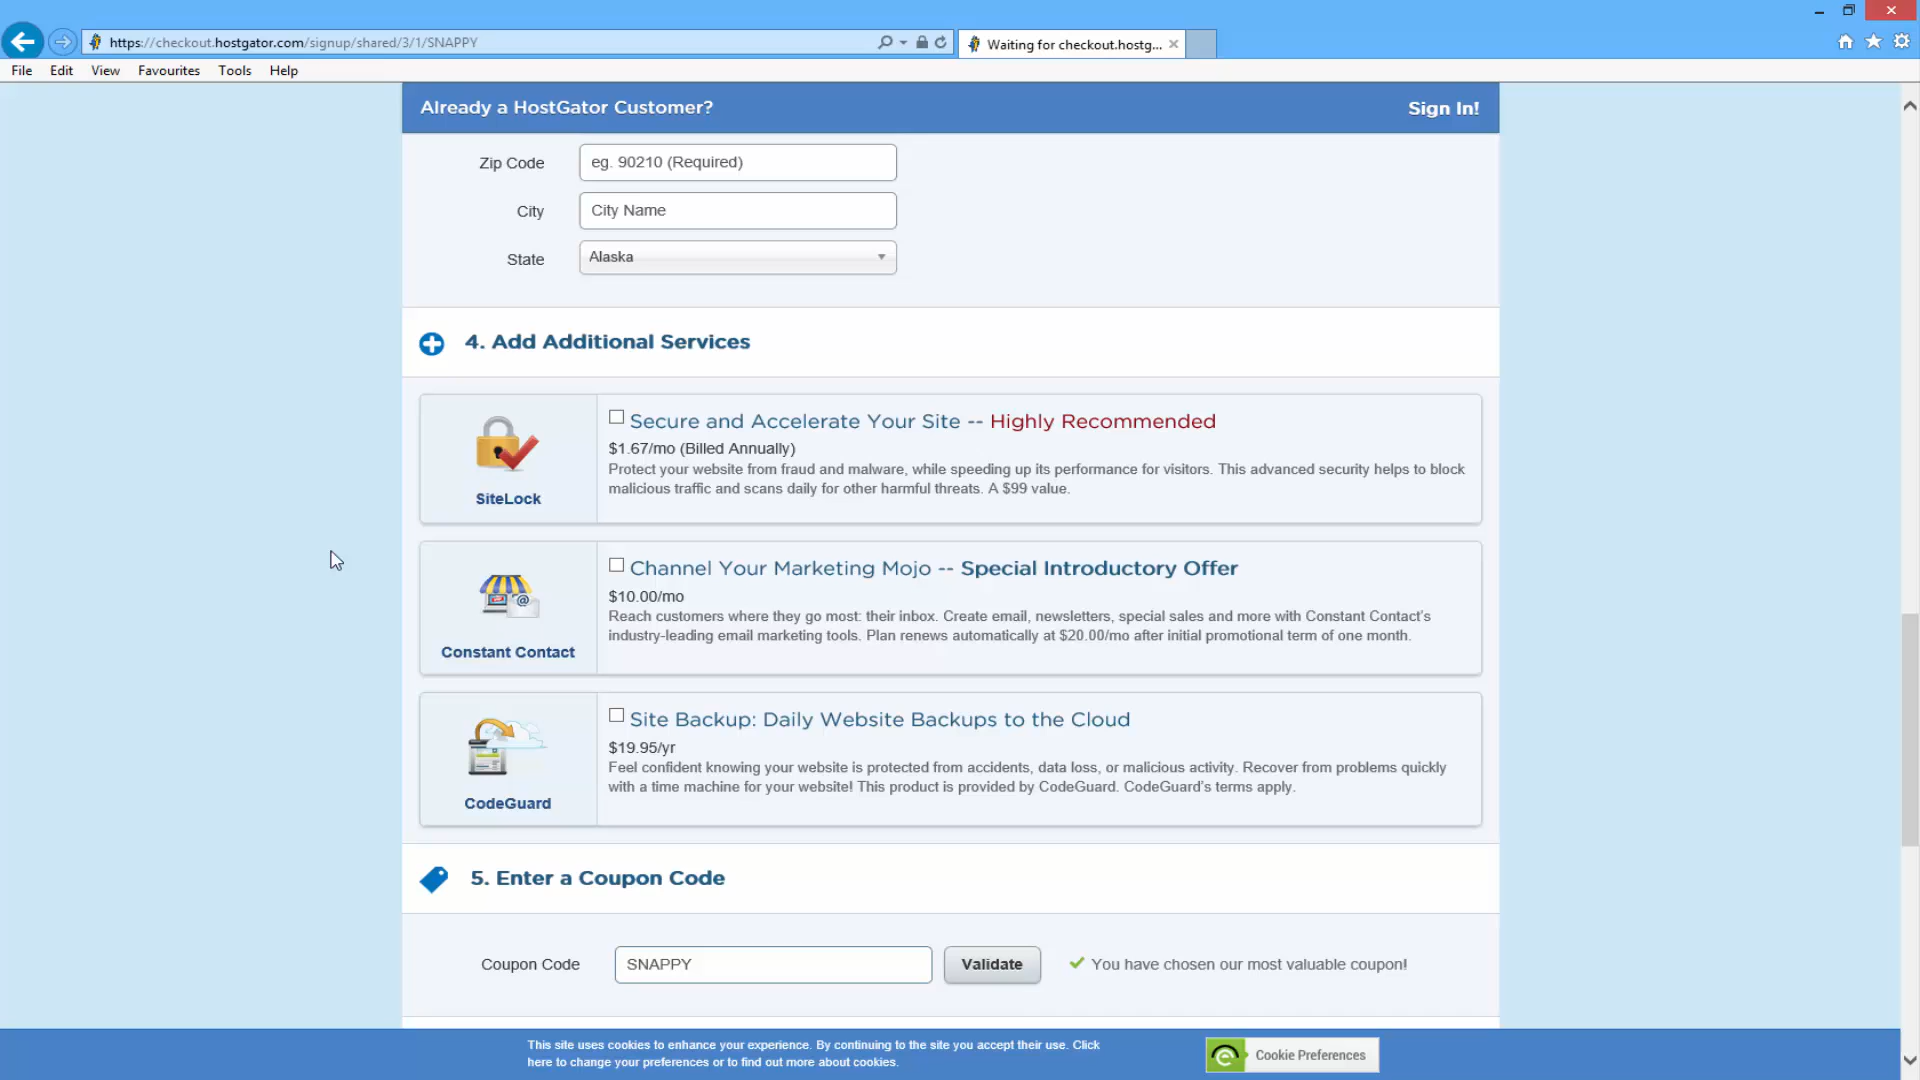 https://checkout.hostgator.com/signup/shared/3/1/SNAPPY
Waiting for checkout.hostg...
File Edit View Favourites Tools Help
Already a HostGator Customer?
Sign In!
Zip Code
eg. 90210 (Required)
City
City Name
State
Alaska
4. Add Additional Services
SiteLock
Secure and Accelerate Your Site -- Highly Recommended
$1.67/mo (Billed Annually)
Protect your website from fraud and malware, while speeding up its performance for visitors. This advanced security helps to block
malicious traffic and scans daily for other harmful threats. A $99 value.
Constant Contact
Channel Your Marketing Mojo -- Special Introductory Offer
$10.00/mo
Reach customers where they go most: their inbox. Create email, newsletters, special sales and more with Constant Contact's
industry-leading email marketing tools. Plan renews automatically at $20.00/mo after initial promotional term of one month.
CodeGuard
Site Backup: Daily Website Backups to the Cloud
$19.95/yr
Feel confident knowing your website is protected from accidents, data loss, or malicious activity. Recover from problems quickly
with a time machine for your website! This product is provided by CodeGuard. CodeGuard's terms apply.
5. Enter a Coupon Code
Coupon Code
SNAPPY
Validate
You have chosen our most valuable coupon!
This site uses cookies to enhance your experience. By continuing to the site you accept their use. Click
here to change your preferences or to find out more about cookies.
Cookie Preferences